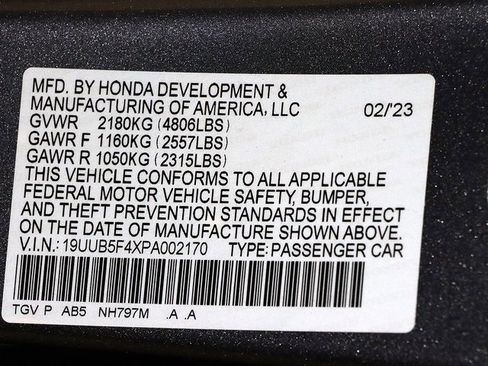 MFD. BY HONDA DEVELOPMENT &
MANUFACTURING OF AMERICA, LLC 02/'23
GVWR 2180KG (4806LBS)
GAWR F 1160KG (2557LBS)
GAWR R 1050KG (2315LBS)
THIS VEHICLE CONFORMS TO ALL APPLICABLE
FEDERAL MOTOR VEHICLE SAFETY, BUMPER,
AND THEFT PREVENTION STANDARDS IN EFFECT
ON THE DATE OF MANUFACTURE SHOWN ABOVE.
V.I.N.: 19UUB5F4XPA002170 TYPE: PASSENGER CAR
TGV P AB5 NH797M .A .A